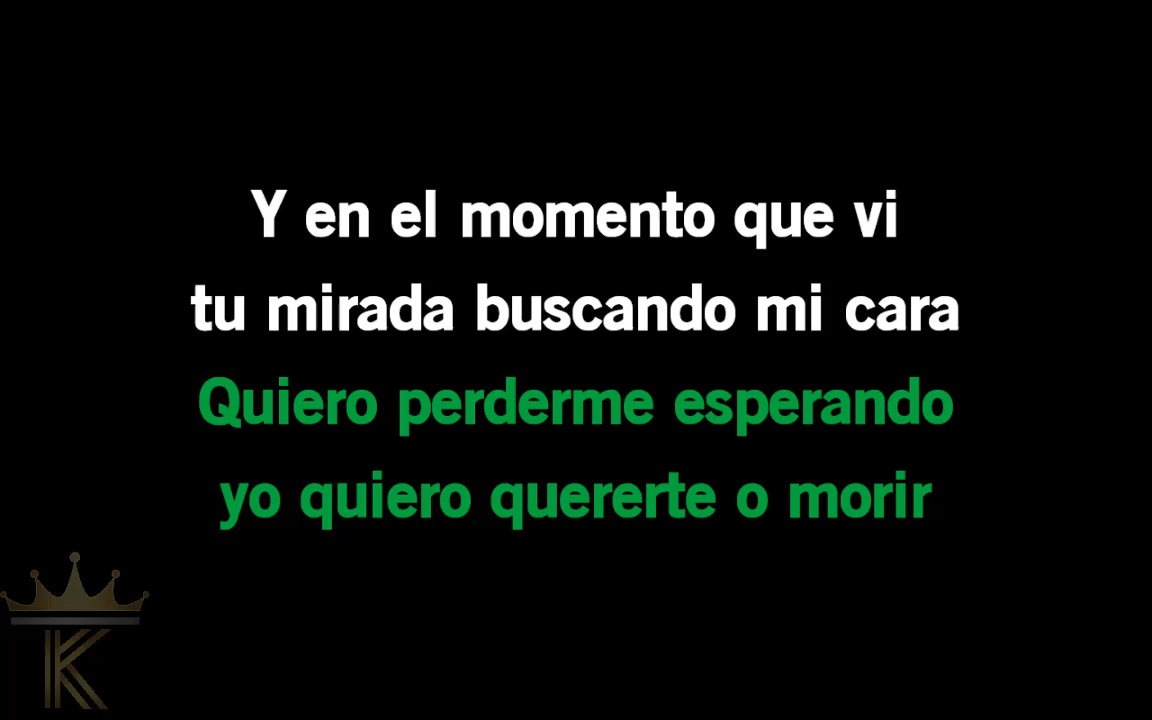 Y en el momento que vi
tu mirada buscando mi cara
Quiero perderme esperando
yo quiero quererte o morir
K